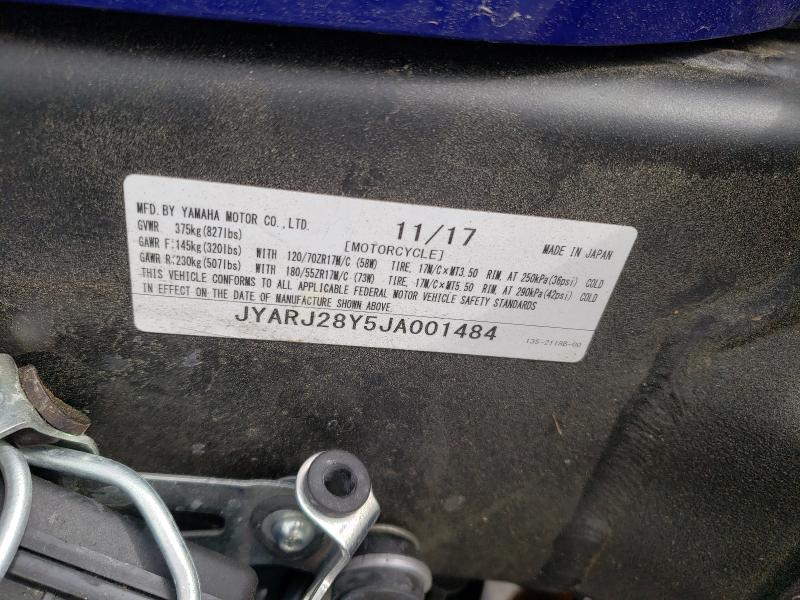 MFD. BY YAMAHA MOTOR CO., LTD. 11/17
GVWR 375kg(827lbs) [MOTORCYCLE] MADE IN JAPAN
GAWR F:145kg(320lbs) WITH 120/70ZR17M/C (58W) TIRE, 17M/C×MT3.50 RIM, AT 250kPa(36psi) COLD
GAWR R:230kg(507lbs) WITH 180/55ZR17M/C (73W) TIRE, 17M/C×MT5.50 RIM, AT 290kPa(42psi) COLD
THIS VEHICLE CONFORMS TO ALL APPLICABLE FEDERAL MOTOR VEHICLE SAFETY STANDARDS
IN EFFECT ON THE DATE OF MANUFACTURE SHOWN ABOVE.
JYARJ28Y5JA001484